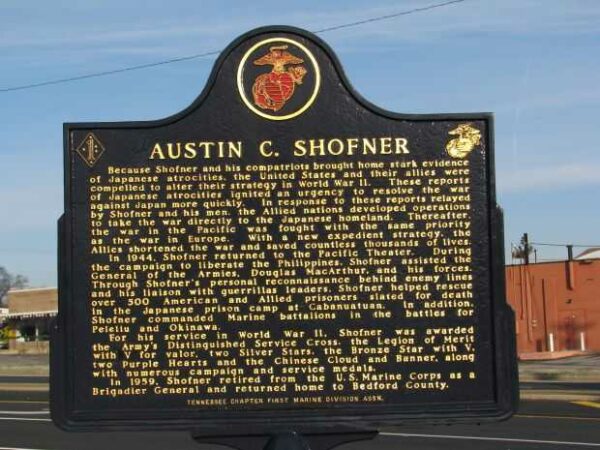 AUSTIN C. SHOFNER
Because Shofner and his compatriots brought home stark evidence
of Japanese atrocities, the United States and their allies were
compelled to alter their strategy in World War II. These reports
of Japanese atrocities ignited an urgency to resolve the war
against Japan more quickly. In response to these reports relayed
by Shofner and his men, the Allied nations developed operations
to take the war directly to the Japanese homeland. Thereafter,
the war in the Pacific was fought with the same priority
as the war in Europe. With a new expedient strategy, the
Allies shortened the war and saved countless thousands of lives.
In 1944, Shofner returned to the Pacific Theater. During
the campaign to liberate the Philippines, Shofner assisted the
General of the Armies, Douglas MacArthur, and his forces.
Through Shofner's personal reconnaissance behind enemy lines
and his liaison with guerrillas leaders, Shofner helped rescue
over 500 American and Allied prisoners slated for death
in the Japanese prison camp at Cabanuatuan. In addition,
Shofner commanded Marine battalions in the battles for
Peleliu and Okinawa.
For his service in World War II, Shofner was awarded
the Army's Distinguished Service Cross, the Legion of Merit
with V for valor, two Silver Stars, the Bronze Star with V,
two Purple Hearts and the Chinese Cloud and Banner, along
with numerous campaign and service medals.
In 1959, Shofner retired from the U.S. Marine Corps as a
Brigadier General and returned home to Bedford County.
TENNESSEE CHAPTER FIRST MARINE DIVISION ASSN.